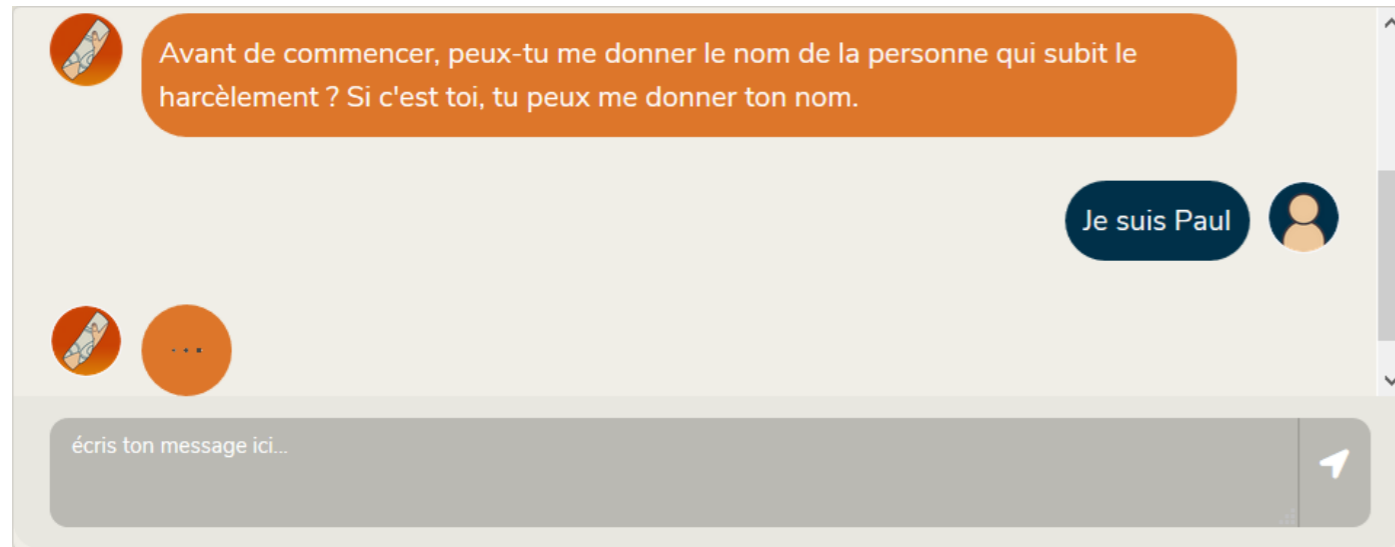 Avant de commencer, peux-tu me donner le nom de la personne qui subit le
harcèlement ? Si c'est toi, tu peux me donner ton nom.
Je suis Paul
...
écris ton message ici...